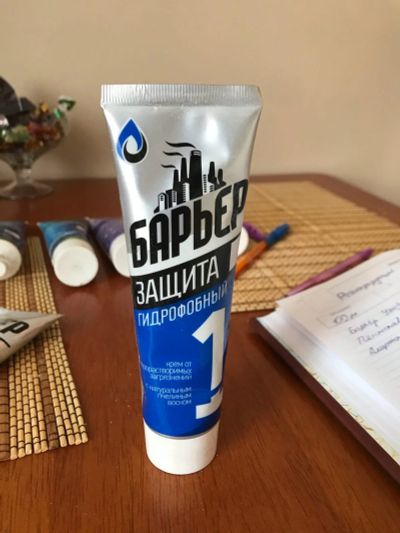 БАРЬЕР
ЗАЩИТА
ГИДРОФОБНЫЙ
1
крем от
водорастворимых
загрязнений
с натуральным
пчелиным
воском